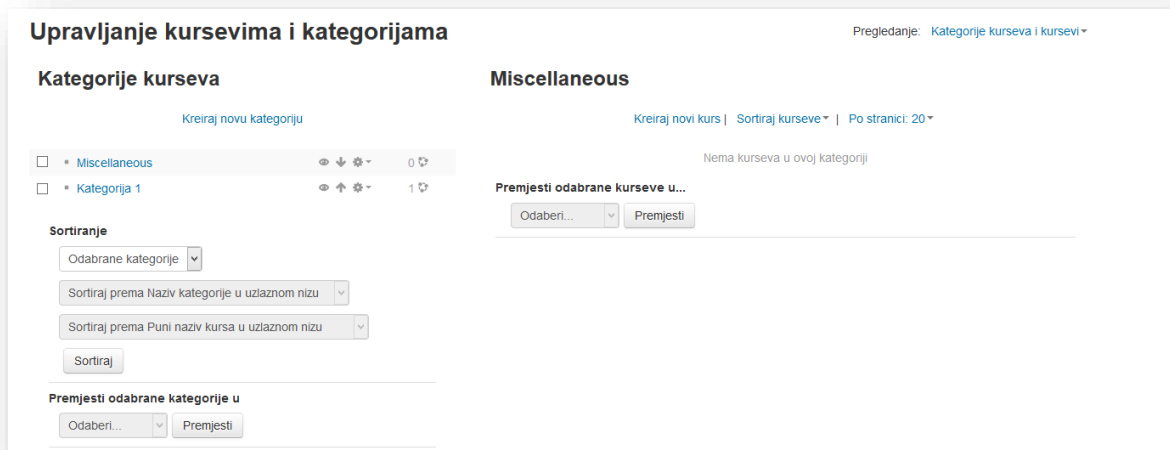 Upravljanje kursevima i kategorijama
Pregledanje: Kategorije kurseva i kursevi
Kategorije kurseva
Kreiraj novu kategoriju
Miscellaneous 0
Kategorija 1 1
Sortiranje
Odabrane kategorije
Sortiraj prema Naziv kategorije u uzlaznom nizu
Sortiraj prema Puni naziv kursa u uzlaznom nizu
Sortiraj
Premjesti odabrane kategorije u
Odaberi... Premjesti
Miscellaneous
Kreiraj novi kurs | Sortiraj kurseve | Po stranici: 20
Nema kurseva u ovoj kategoriji
Premjesti odabrane kurseve u...
Odaberi... Premjesti